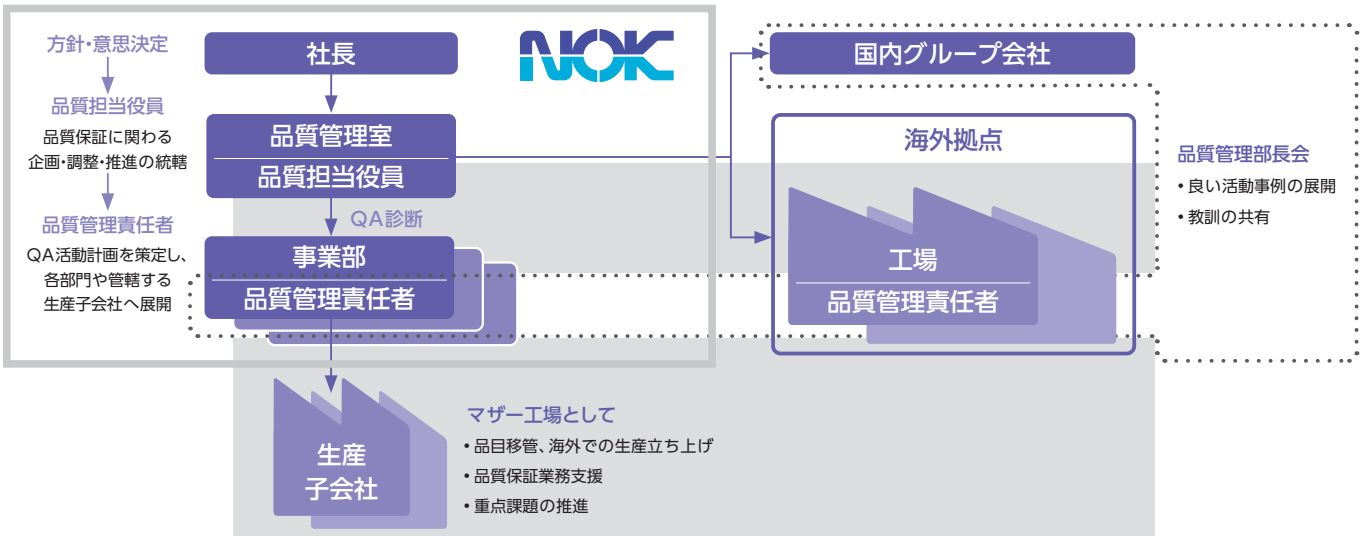 方針・意思決定
品質担当役員
品質保証に関わる
企画・調整・推進の統轄
品質管理責任者
QA活動計画を策定し、
各部門や管轄する
生産子会社へ展開
社長
NOK
品質管理室
品質担当役員
QA診断
事業部
品質管理責任者
国内グループ会社
海外拠点
工場
品質管理責任者
品質管理部長会
・良い活動事例の展開
・教訓の共有
生産
子会社
マザー工場として
・品目移管、海外での生産立ち上げ
・品質保証業務支援
・重点課題の推進